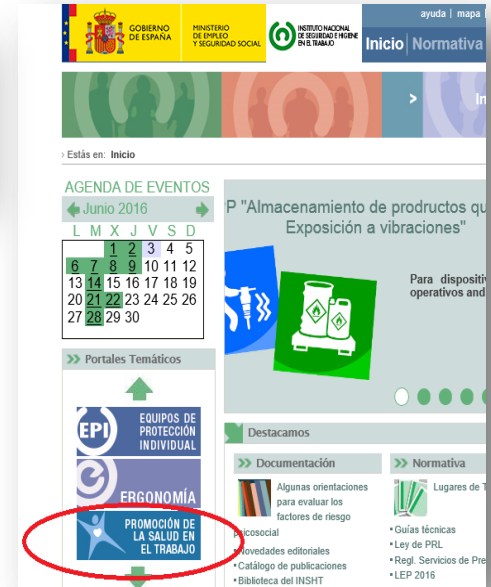 GOBIERNO
DE ESPAÑA
MINISTERIO
DE EMPLEO
Y SEGURIDAD SOCIAL
INSTITUTO NACIONAL
DE SEGURIDAD E HIGIENE
EN EL TRABAJO
ayuda | mapa |
Inicio | Normativa
> In
› Estás en: Inicio
AGENDA DE EVENTOS
Junio 2016
L M X J V S D
1 2 3 4 5
6 7 8 9 10 11 12
13 14 15 16 17 18 19
20 21 22 23 24 25 26
27 28 29 30
P "Almacenamiento de prodructos qu
Exposición a vibraciones"
Para dispositiv
operativos and
>> Portales Temáticos
EPI
EQUIPOS DE
PROTECCIÓN
INDIVIDUAL
ERGONOMÍA
PROMOCIÓN DE
LA SALUD EN
EL TRABAJO
Destacamos
>> Documentación
Algunas orientaciones
para evaluar los
factores de riesgo
psicosocial
Novedades editoriales
Catálogo de publicaciones
Biblioteca del INSHT
>> Normativa
Lugares de T
Guías técnicas
Ley de PRL
Regl. Servicios de Pre
LEP 2016